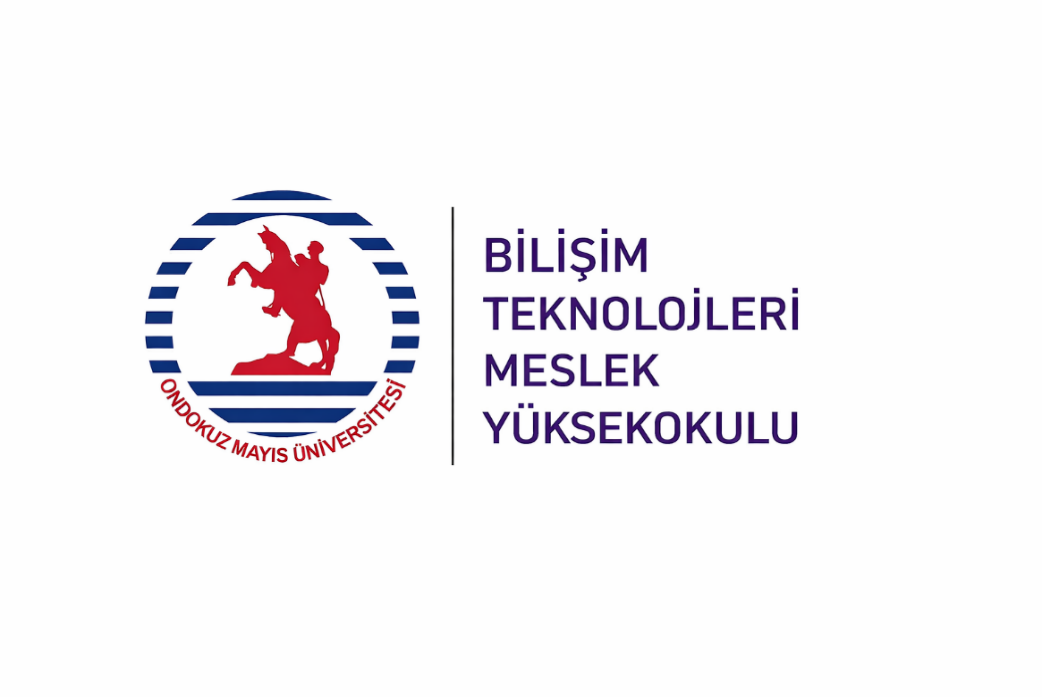 ONDOKUZ MAYIS ÜNİVERSİTESİ
BİLİŞİM
TEKNOLOJİLERİ
MESLEK
YÜKSEKOKULU